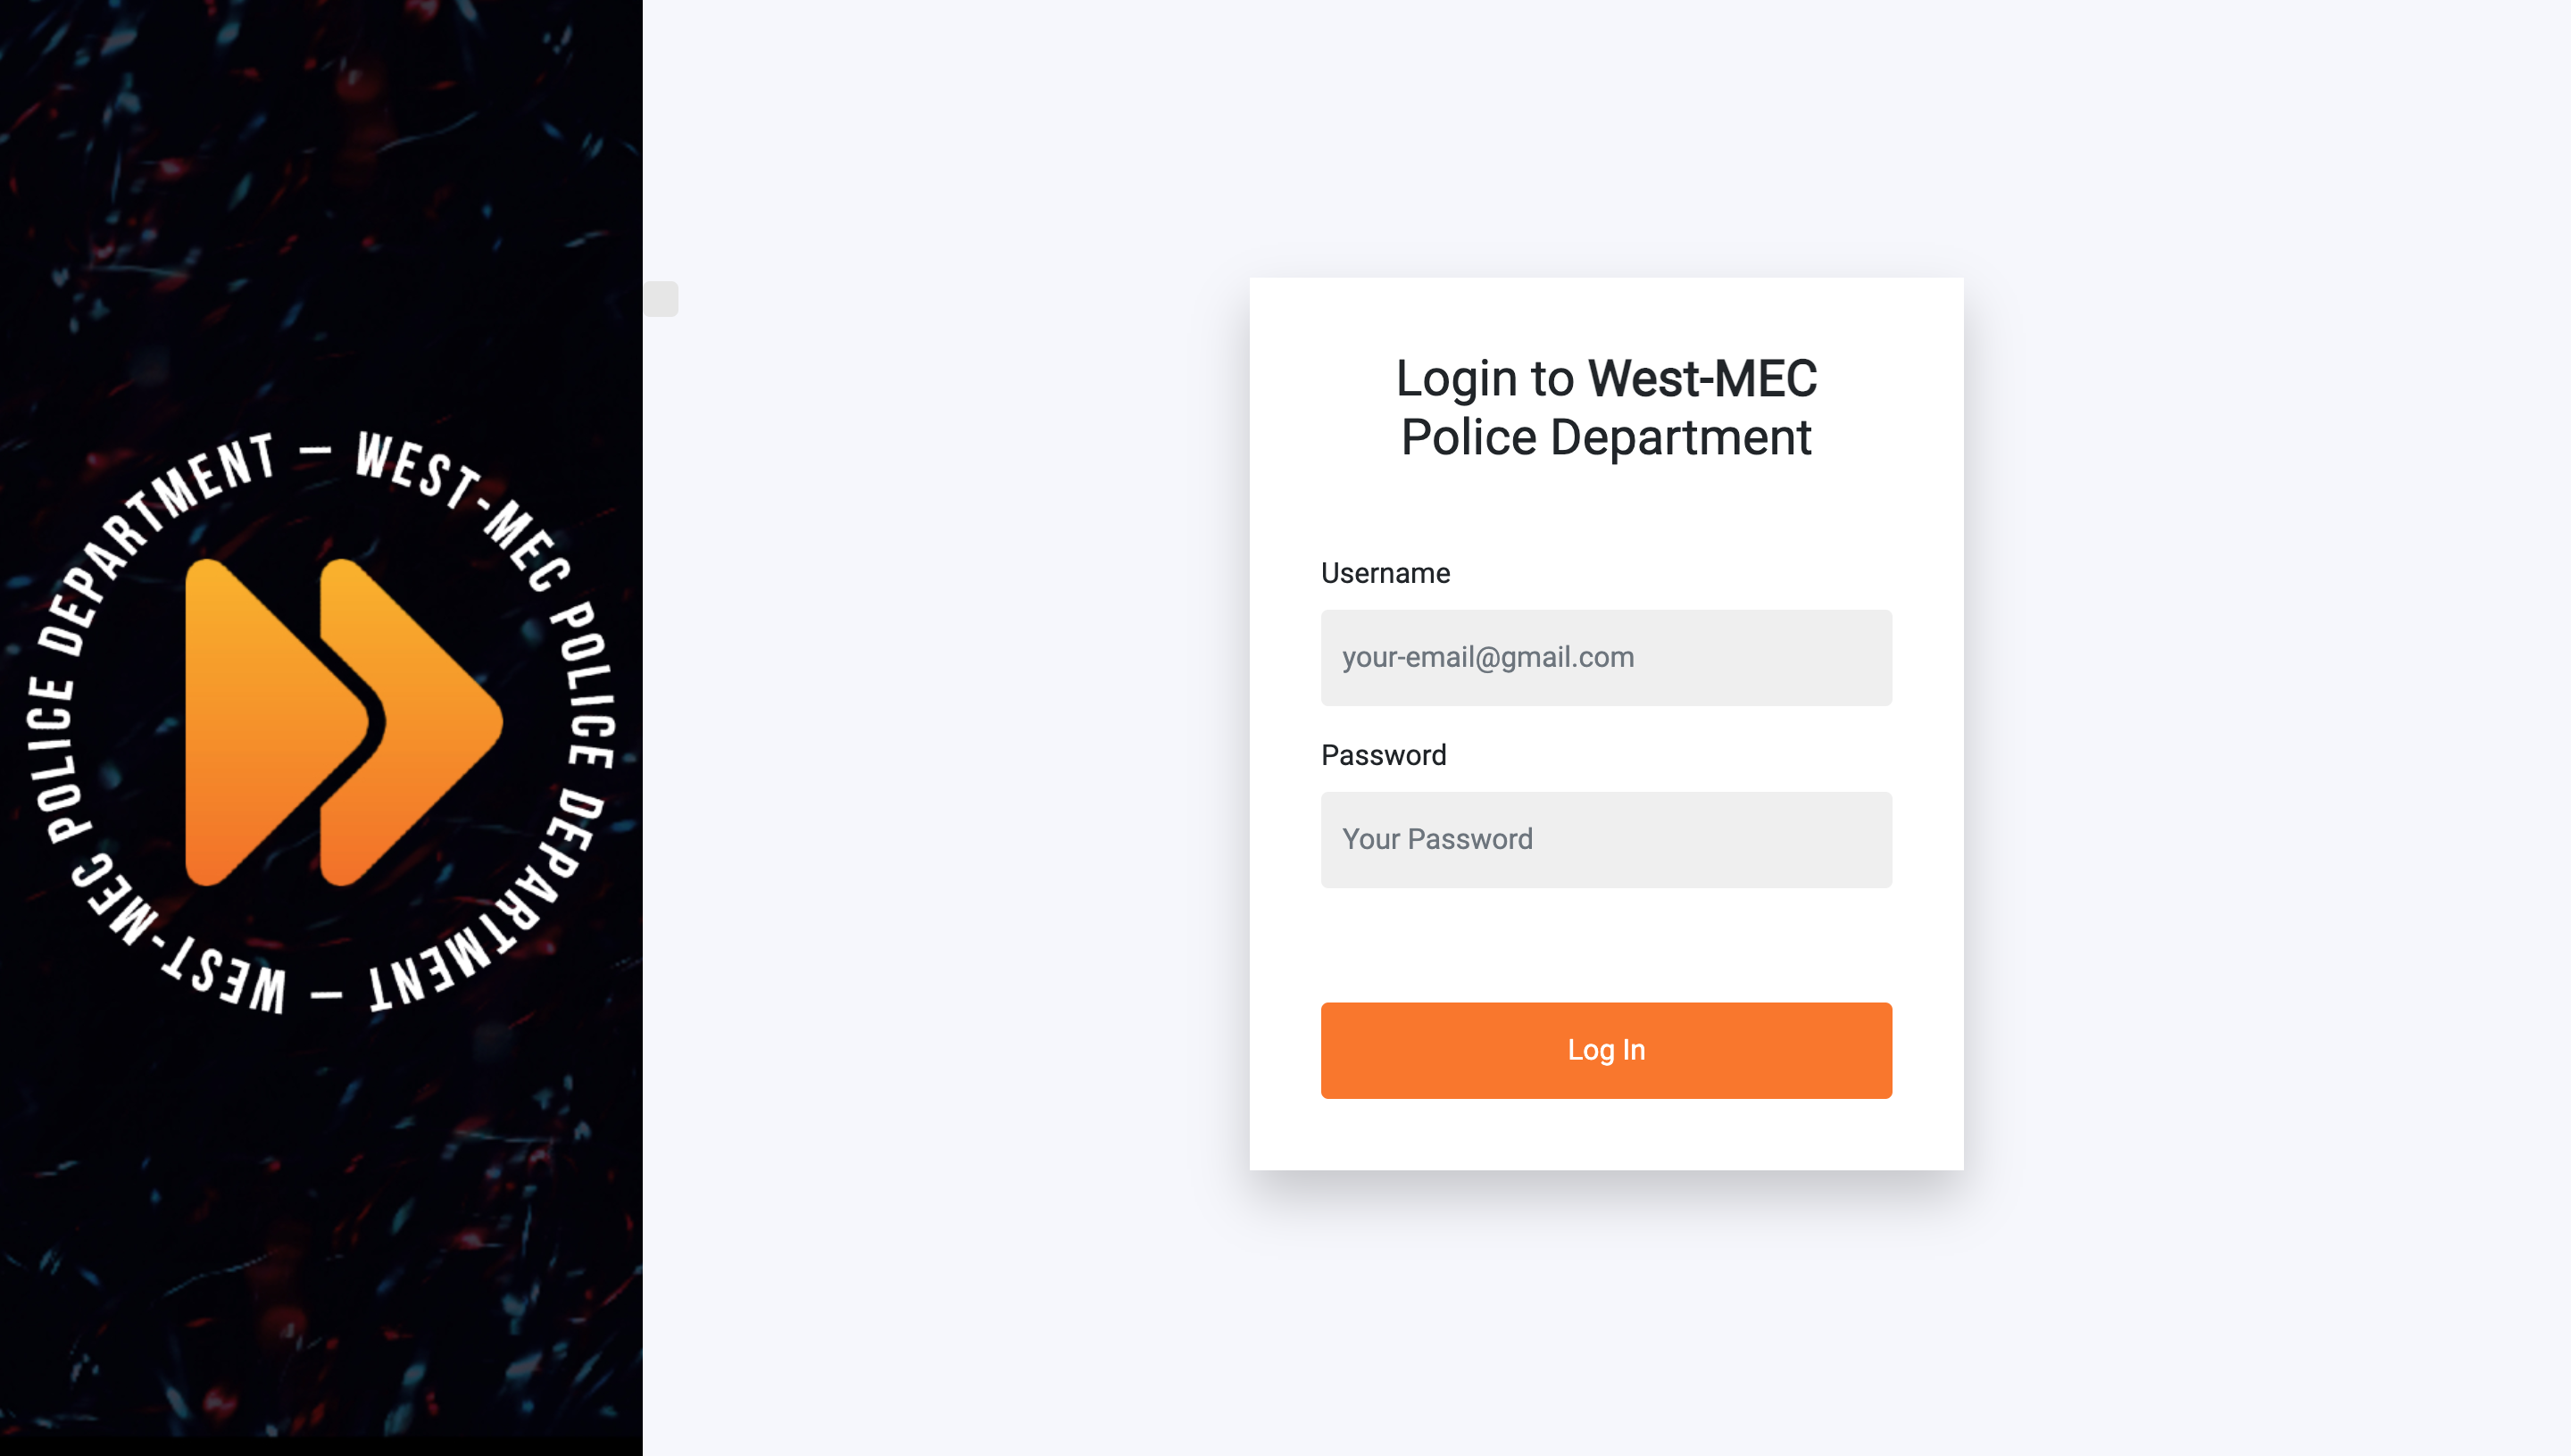 WEST-MEC POLICE DEPARTMENT – WEST-MEC POLICE DEPARTMENT –
Login to West-MEC
Police Department
Username
your-email@gmail.com
Password
Your Password
Log In